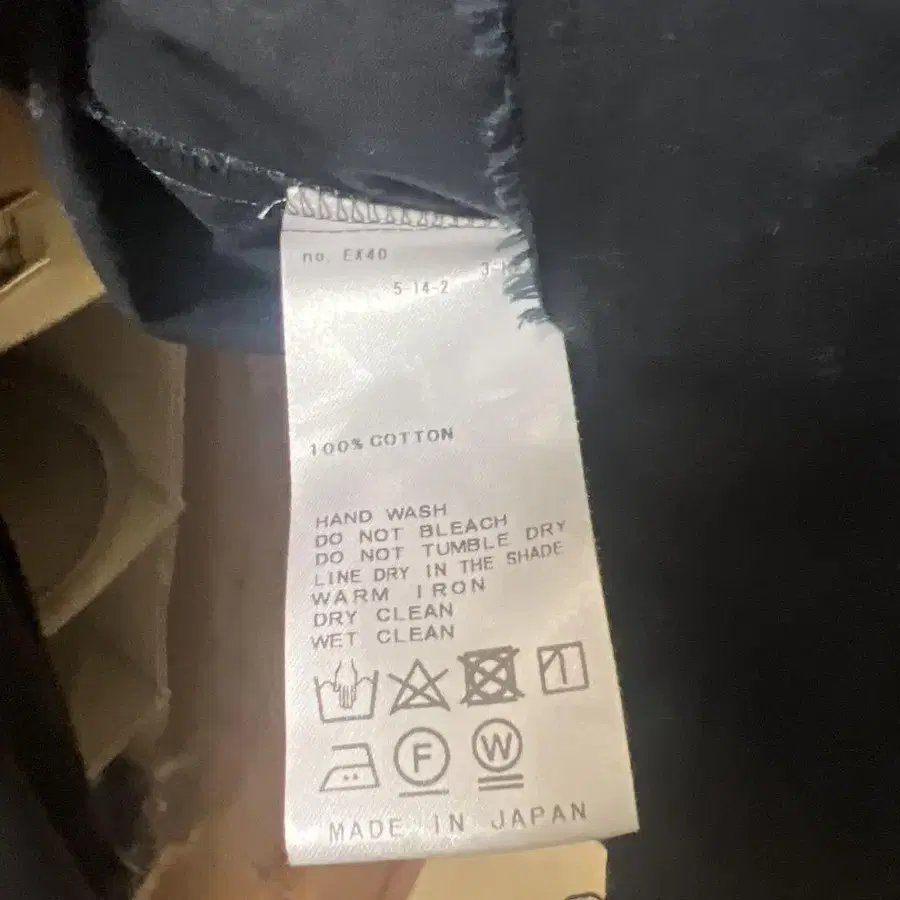 no. EX40
5-14-2
100% COTTON
HAND WASH
DO NOT BLEACH
DO NOT TUMBLE DRY
LINE DRY IN THE SHADE
WARM IRON
DRY CLEAN
WET CLEAN
F
W
MADE IN JAPAN